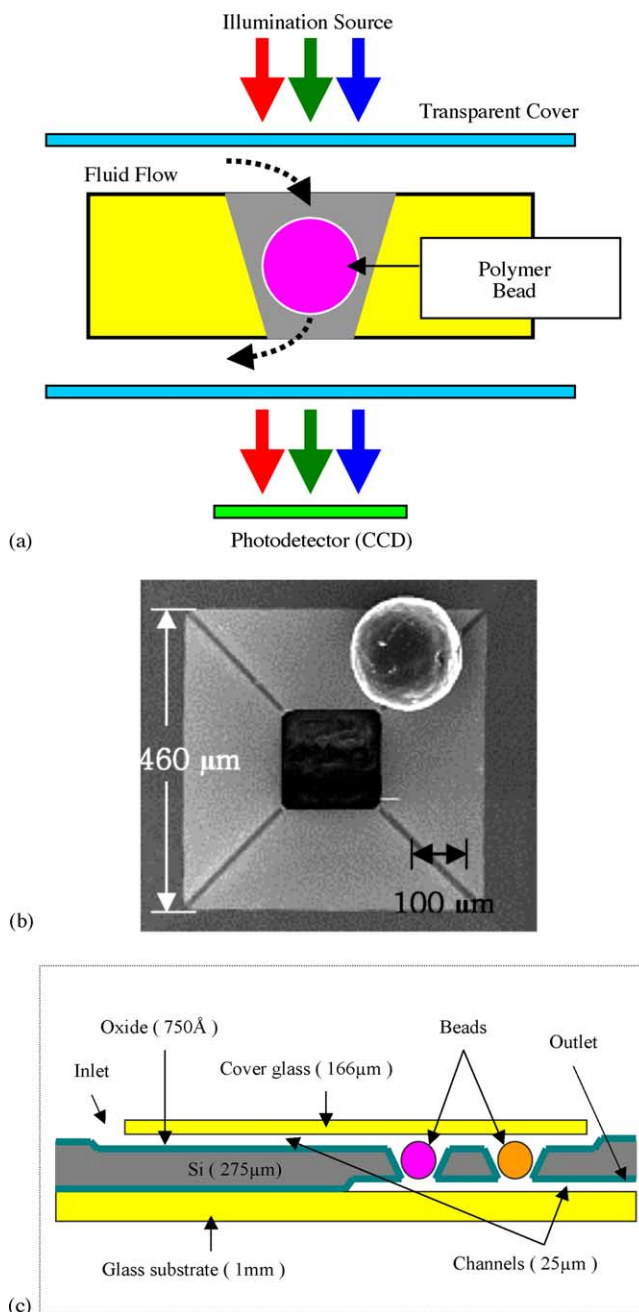 Illumination Source
Transparent Cover
Fluid Flow
Polymer
Bead
(a)
Photodetector (CCD)
460 µm
100 µm
(b)
Oxide ( 750Å )
Beads
Outlet
Inlet
Cover glass ( 166µm )
Si ( 275µm)
Glass substrate ( 1mm )
Channels ( 25µm )
(c)